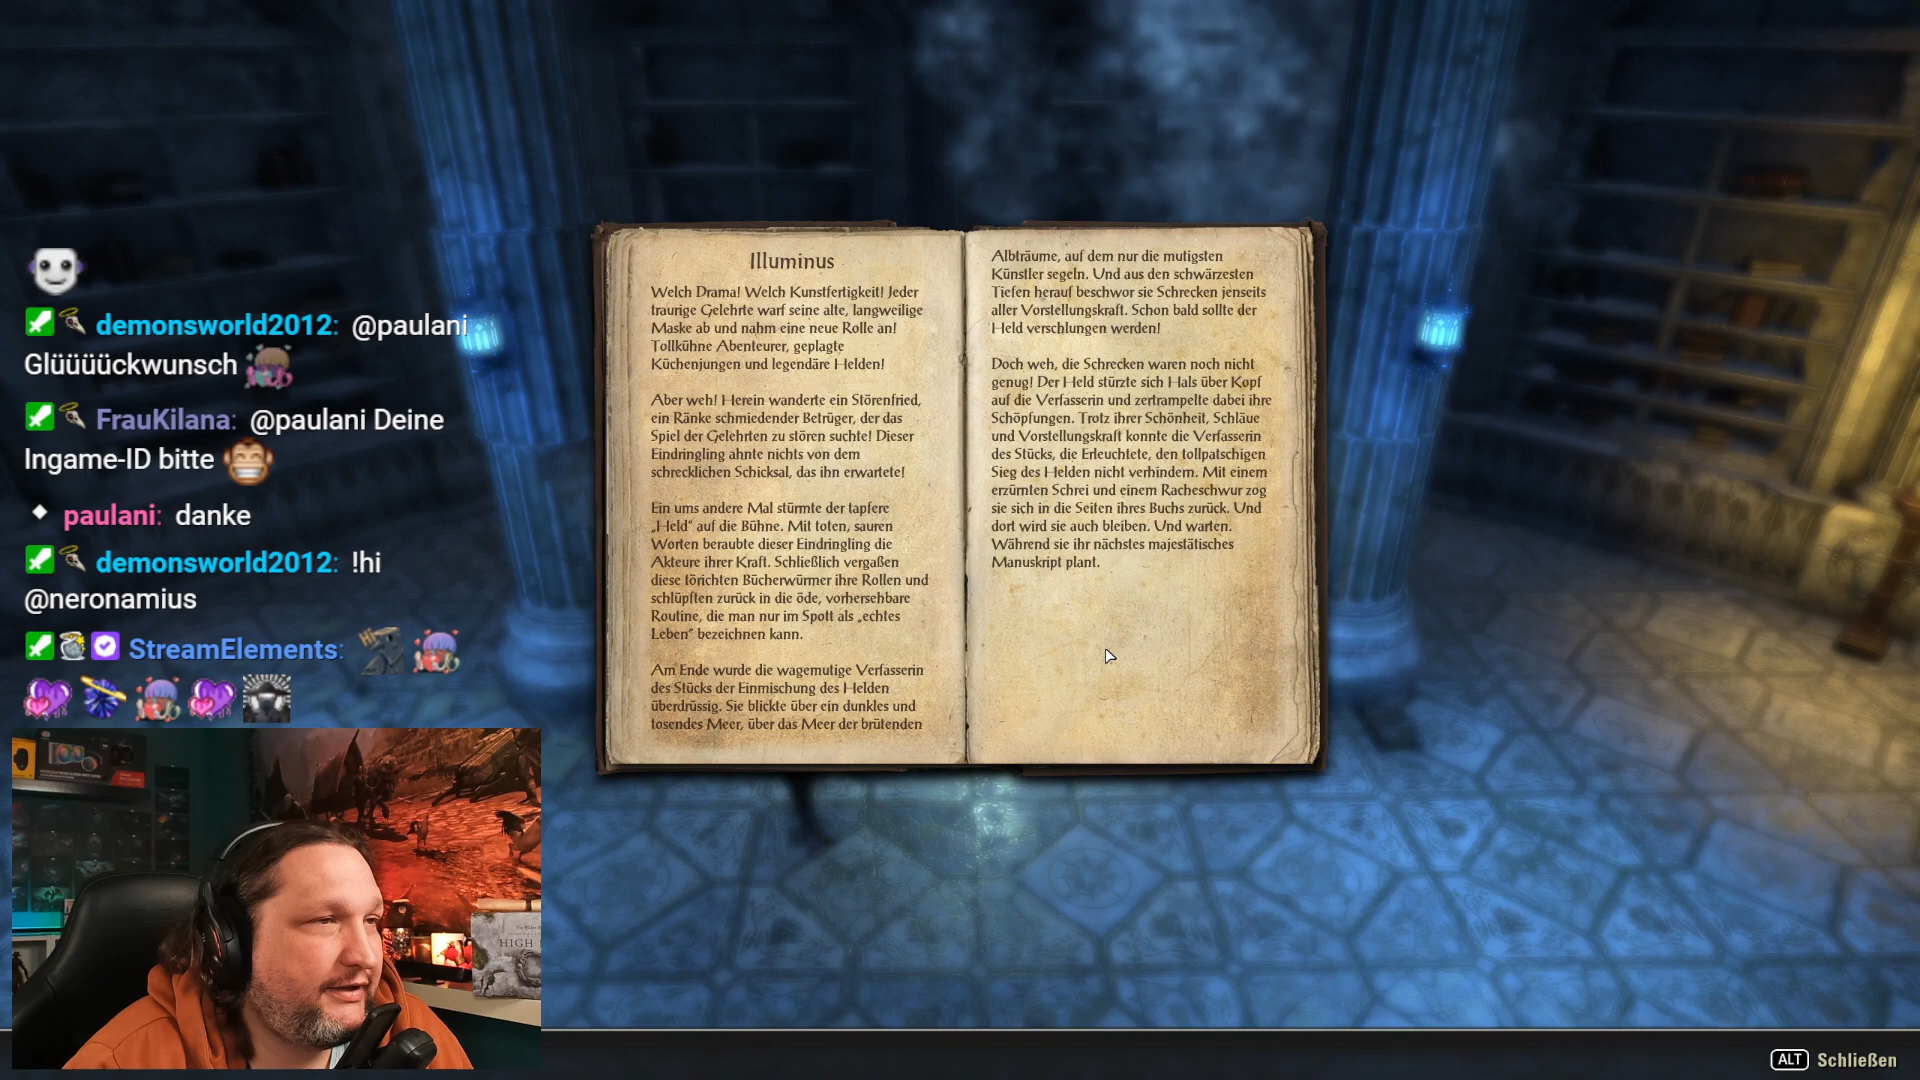 demonsworld2012: @paulani
Glüüüückwunsch
FrauKilana: @paulani Deine
Ingame-ID bitte
paulani: danke
demonsworld2012: !hi
@neronamius
StreamElements:
Hi
Illuminus
Welch Drama! Welch Kunstfertigkeit! Jeder
traurige Gelehrte warf seine alte, langweilige
Maske ab und nahm eine neue Rolle an!
Tollkühne Abenteurer, geplagte
Küchenjungen und legendäre Helden!
Aber weh! Herein wanderte ein Störenfried,
ein Ränke schmiedender Betrüger, der das
Spiel der Gelehrten zu stören suchte! Dieser
Eindringling ahnte nichts von dem
schrecklichen Schicksal, das ihn erwartete!
Ein ums andere Mal stürmte der tapfere
„Held“ auf die Bühne. Mit toten, sauren
Worten beraubte dieser Eindringling die
Akteure ihrer Kraft. Schließlich vergaßen
diese törichten Bücherwürmer ihre Rollen und
schlüpften zurück in die öde, vorhersehbare
Routine, die man nur im Spott als „echtes
Leben“ bezeichnen kann.
Am Ende wurde die wagemutige Verfasserin
des Stücks der Einmischung des Helden
überdrüssig. Sie blickte über ein dunkles und
tosendes Meer, über das Meer der brütenden
Albträume, auf dem nur die mutigsten
Künstler segeln. Und aus den schwärzesten
Tiefen herauf beschwor sie Schrecken jenseits
aller Vorstellungskraft. Schon bald sollte der
Held verschlungen werden!
Doch weh, die Schrecken waren noch nicht
genug! Der Held stürzte sich Hals über Kopf
auf die Verfasserin und zertrampelte dabei ihre
Schöpfungen. Trotz ihrer Schönheit, Schläue
und Vorstellungskraft konnte die Verfasserin
des Stücks, die Erleuchtete, den tollpatschigen
Sieg des Helden nicht verhindern. Mit einem
erzürnten Schrei und einem Racheschwur zog
sie sich in die Seiten ihres Buchs zurück. Und
dort wird sie auch bleiben. Und warten.
Während sie ihr nächstes majestätisches
Manuskript plant.
HIGH
ALT Schließen